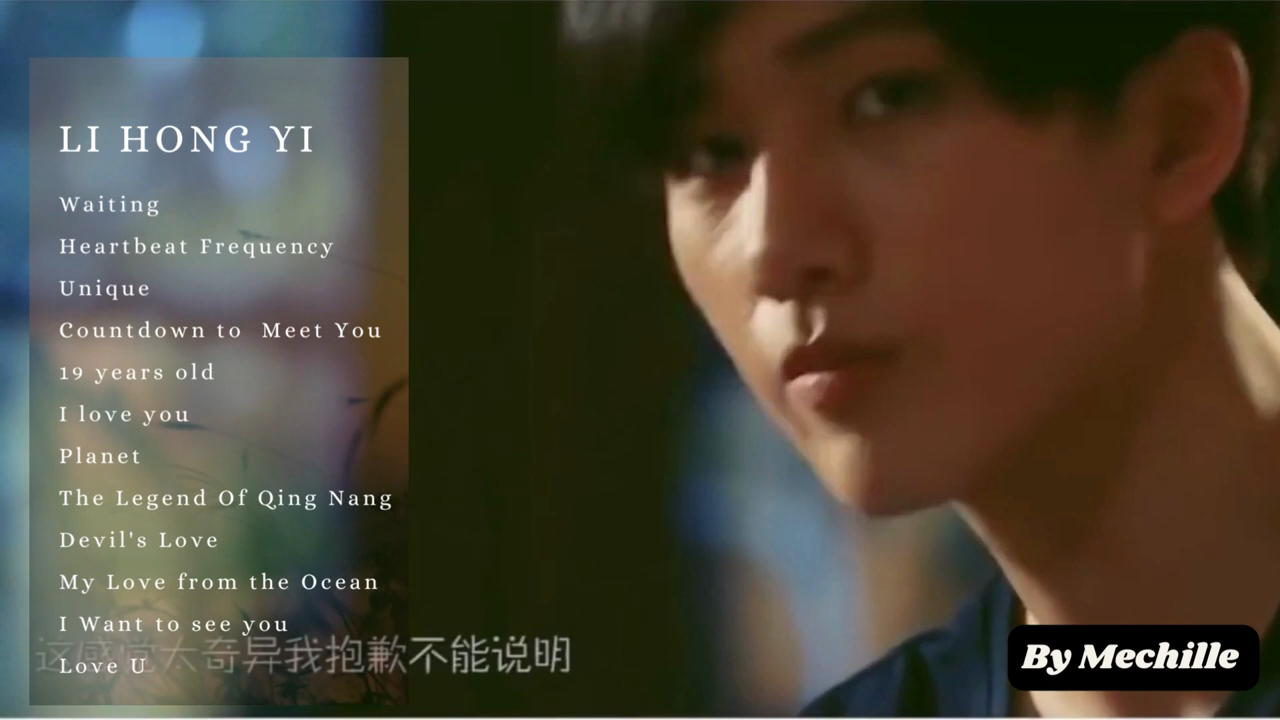 LI HONG YI
Waiting
Heartbeat Frequency
Unique
Countdown to Meet You
19 years old
I love you
Planet
The Legend Of Qing Nang
Devil's Love
My Love from the Ocean
I Want to see you
这感觉太奇异我抱歉不能说明
Love U
By Mechille